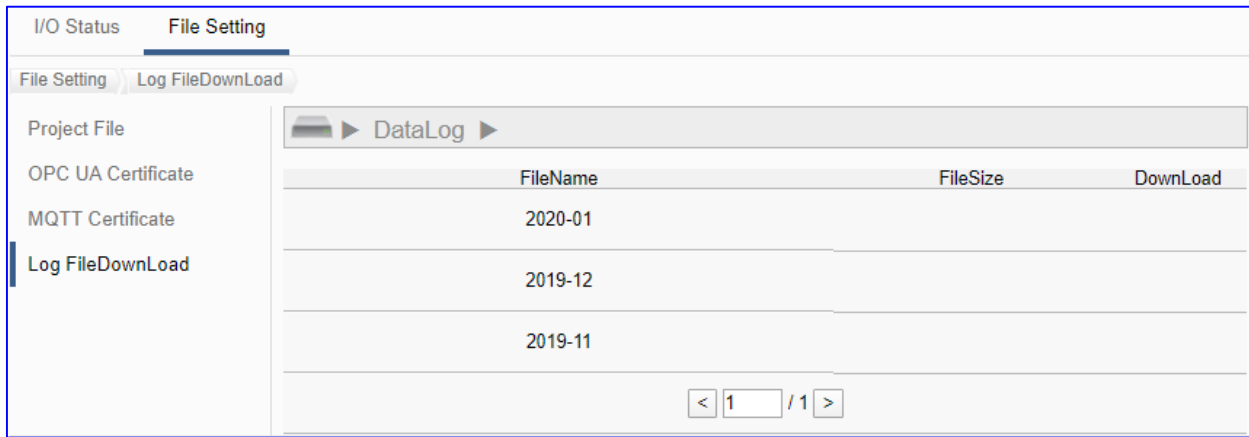 I/O Status File Setting
File Setting Log FileDownLoad
Project File
OPC UA Certificate
MQTT Certificate
Log FileDownLoad
DataLog
FileName FileSize DownLoad
2020-01
2019-12
2019-11
< 1 / 1 >